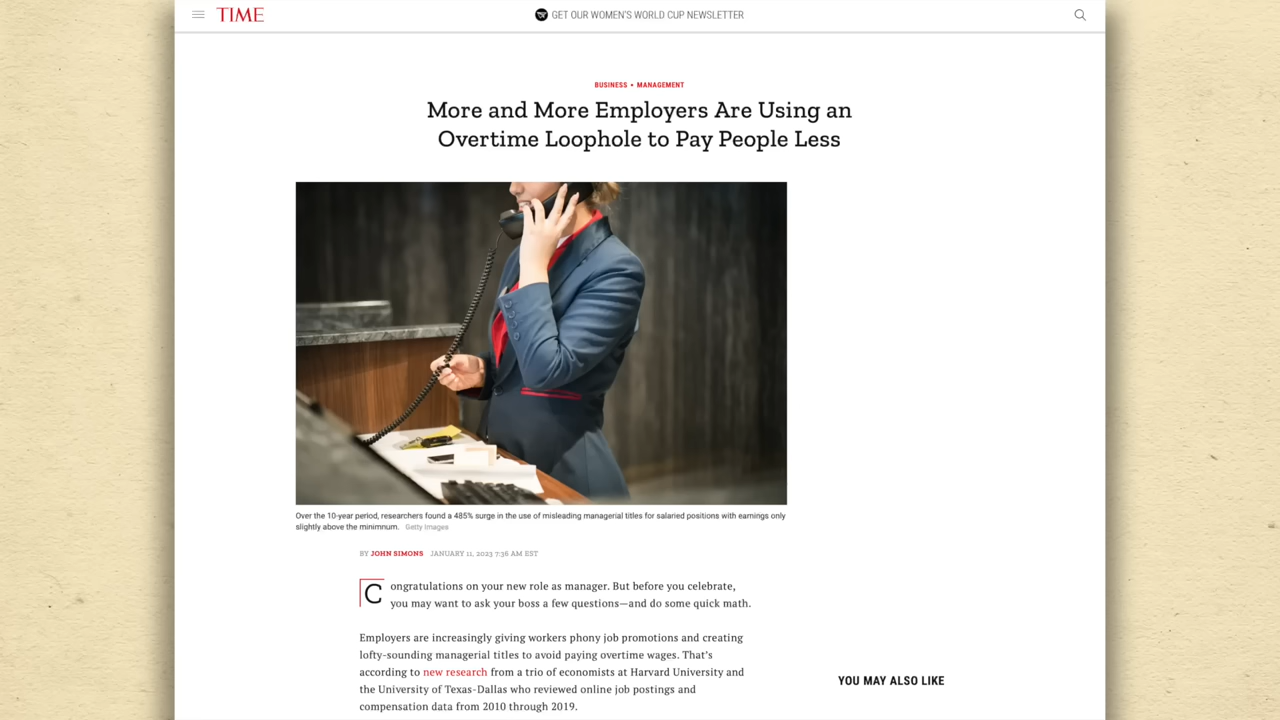 TIME
GET OUR WOMEN'S WORLD CUP NEWSLETTER
BUSINESS • MANAGEMENT
More and More Employers Are Using an
Overtime Loophole to Pay People Less
Over the 10-year period, researchers found a 485% surge in the use of misleading managerial titles for salaried positions with earnings only
slightly above the minimnum. Getty Images
BY JOHN SIMONS JANUARY 11, 2023 7:36 AM EST
Congratulations on your new role as manager. But before you celebrate,
you may want to ask your boss a few questions—and do some quick math.
Employers are increasingly giving workers phony job promotions and creating
lofty-sounding managerial titles to avoid paying overtime wages. That's
according to new research from a trio of economists at Harvard University and
the University of Texas-Dallas who reviewed online job postings and
compensation data from 2010 through 2019.
YOU MAY ALSO LIKE